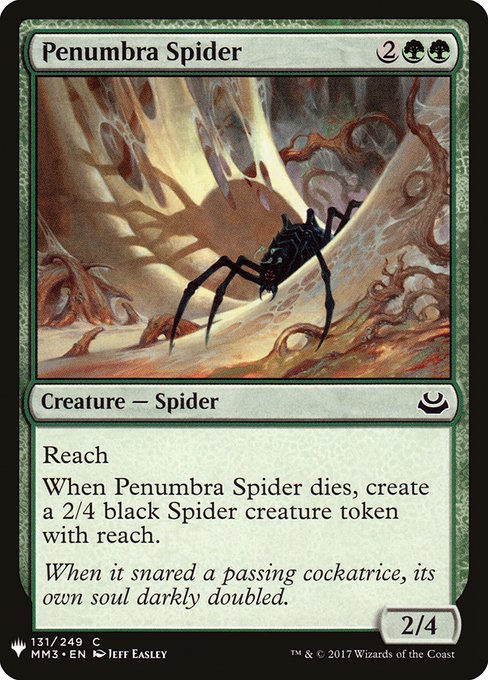 Penumbra Spider 2
Creature — Spider
Reach
When Penumbra Spider dies, create
a 2/4 black Spider creature token
with reach.
When it snared a passing cockatrice, its
own soul darkly doubled.
2/4
131/249 C
MM3 • EN Jeff Easley
™ & © 2017 Wizards of the Coast